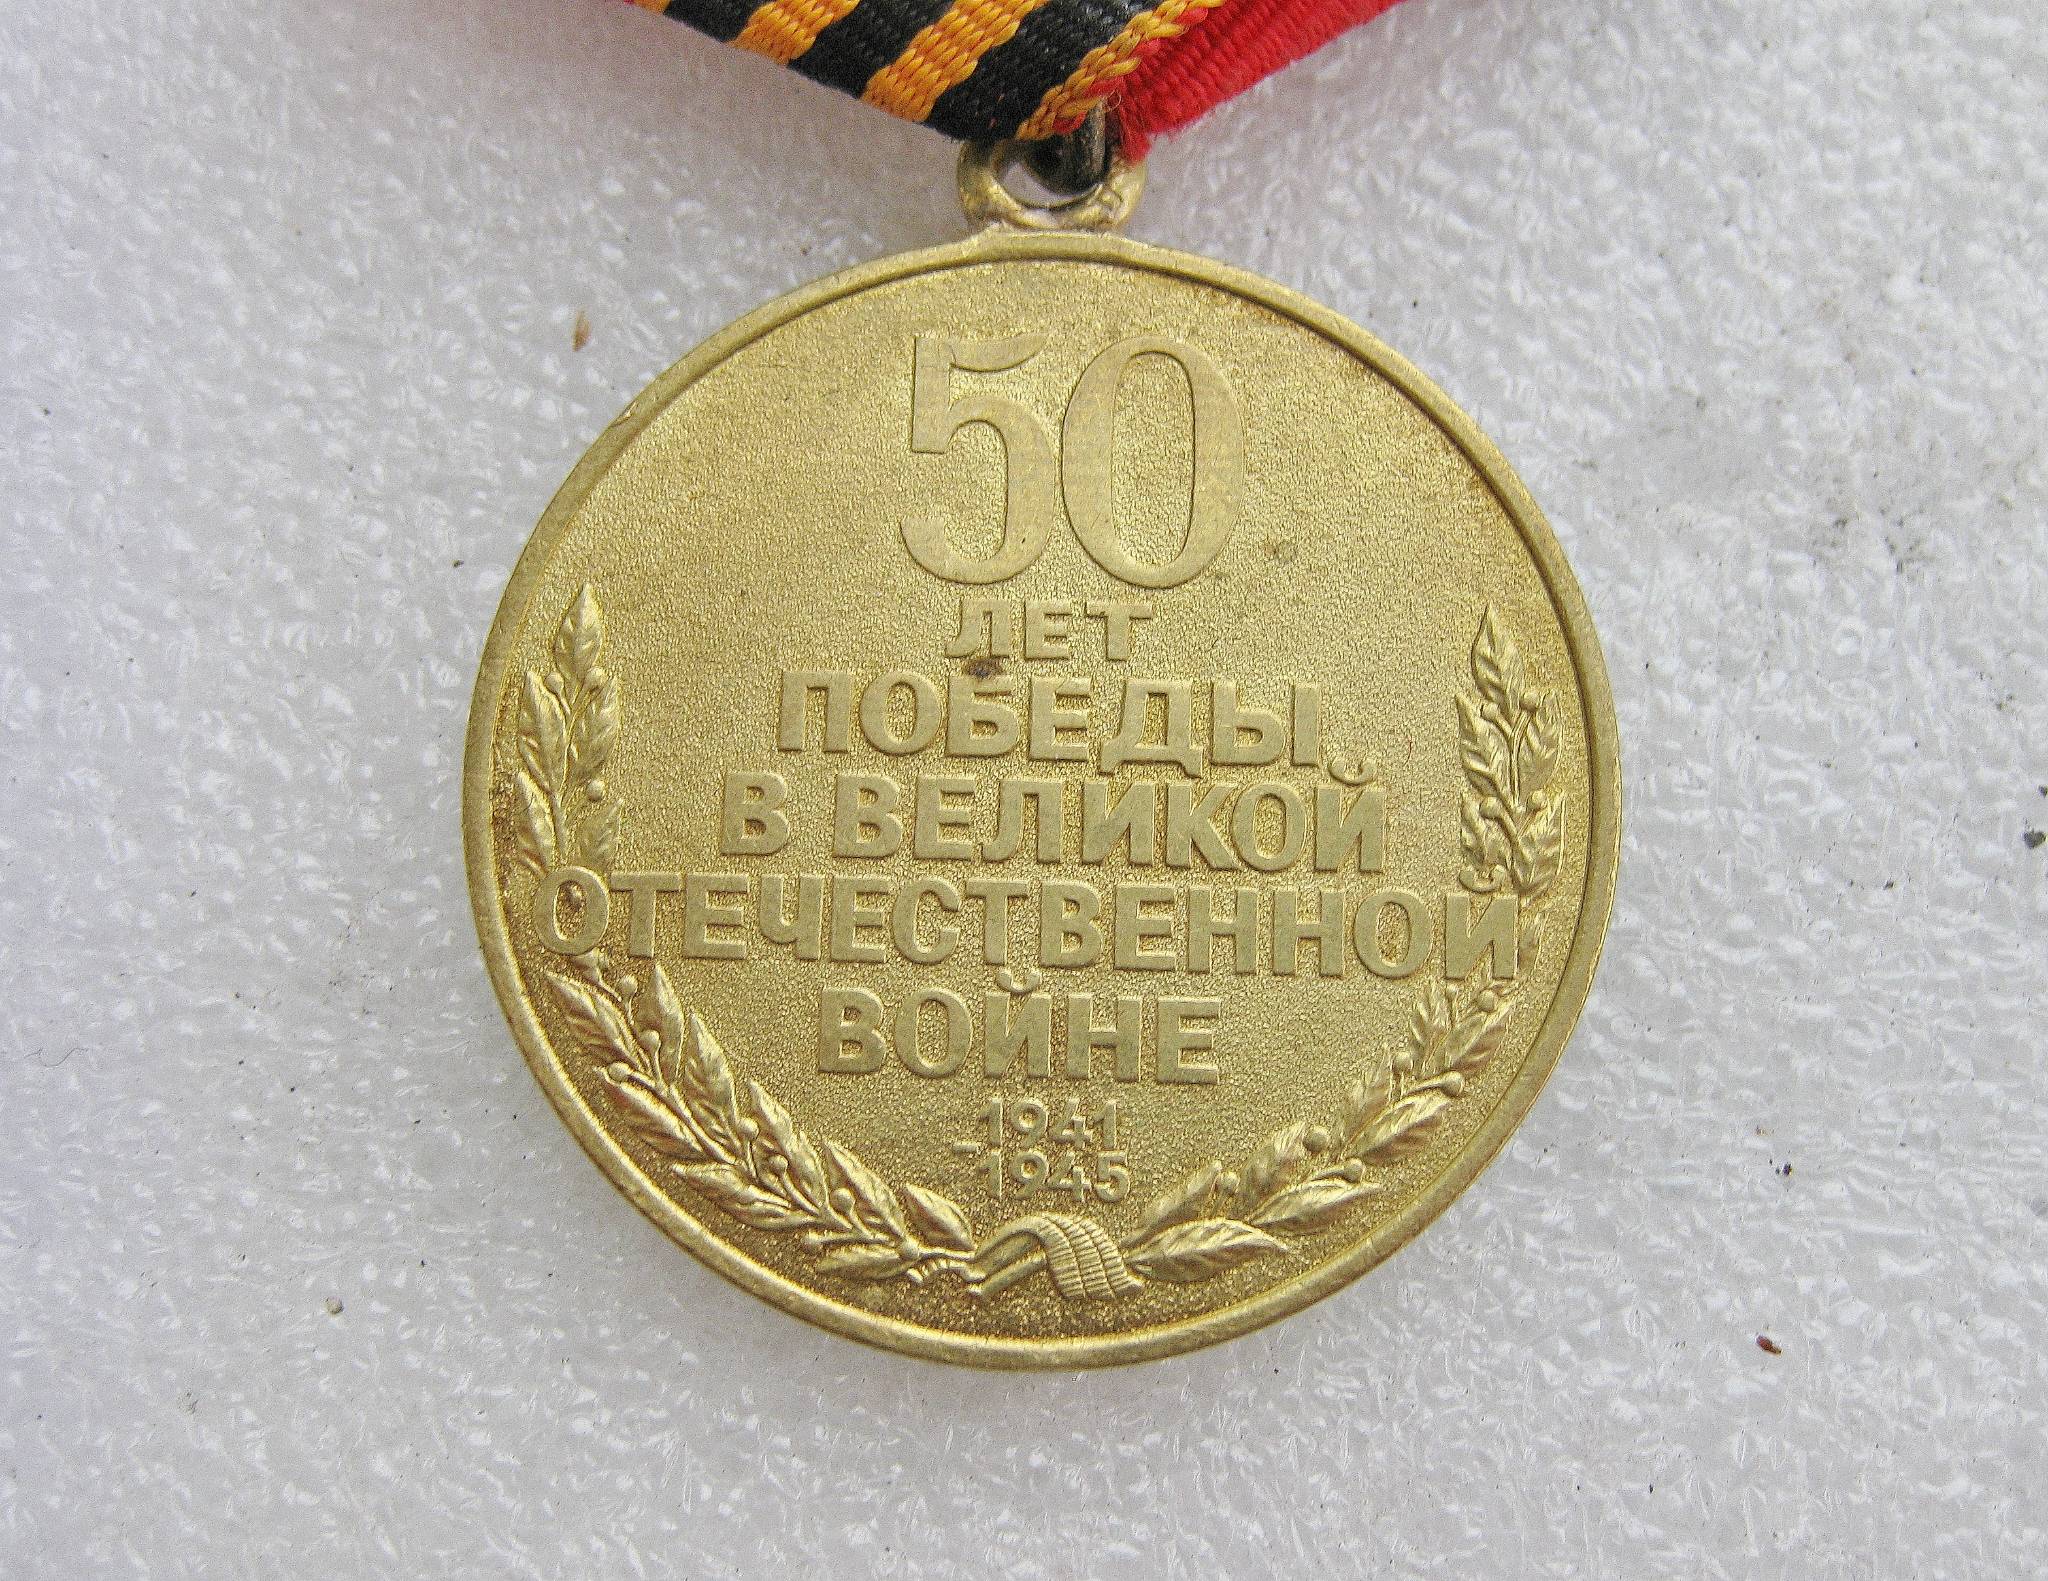 50
ЛЕТ
ПОБЕДЫ
В ВЕЛИКОЙ
ОТЕЧЕСТВЕННОЙ
ВОЙНЕ
1941
-1945